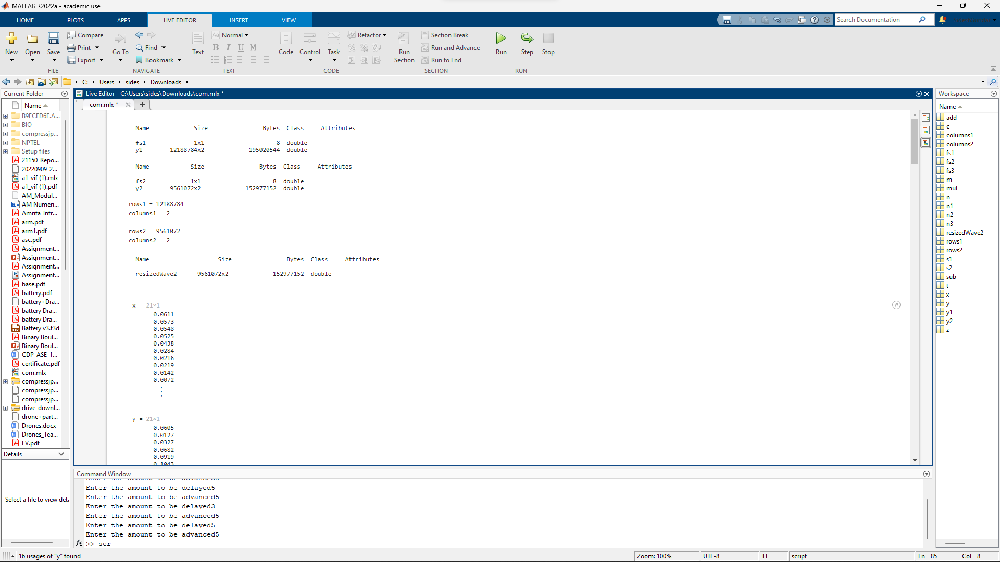 MATLAB R2022a - academic use
HOME PLOTS APPS LIVE EDITOR INSERT VIEW
Search Documentation
New
Open
Save
Compare
Print
Export
FILE
Go To
Find
Bookmark
NAVIGATE
Text
Aa Normal
B I U M
TEXT
Code
Control
Task
Refactor
CODE
Run
Section
Section Break
Run and Advance
Run to End
SECTION
Run
Step
Stop
RUN
C: Users sides Downloads
Current Folder
Name
B9ECED6F.A...
BIO
compressjp...
NPTEL
Setup files
21150_Repo...
20220909_2...
a1_vif (1).mlx
a1_vif (1).pdf
AM_Modul...
AM Numeri...
Amrita_Intr...
arm.pdf
arm1.pdf
asc.pdf
Assignment...
Assignment...
Assignment...
Assignment...
base.pdf
battery.pdf
battery+Dra...
battery Dra...
battery Dra...
Battery v3.f3d
Binary Boul...
Binary Boul...
CDP-ASE-1...
certificate.pdf
com.mlx
compressjp...
compressjp...
compressjp...
drive-downl...
drone+part...
Drones.docx
Drones_Tea...
EV.pdf
Details
Select a file to view deta
Live Editor - C:\Users\sides\Downloads\com.mlx *
com.mlx *
Name Size Bytes Class Attributes
fs1 1x1 8 double
y1 12188784x2 195020544 double
Name Size Bytes Class Attributes
fs2 1x1 8 double
y2 9561072x2 152977152 double
rows1 = 12188784
columns1 = 2
rows2 = 9561072
columns2 = 2
Name Size Bytes Class Attributes
resizedWave2 9561072x2 152977152 double
x = 21×1
0.0611
0.0573
0.0548
0.0525
0.0438
0.0284
0.0216
0.0219
0.0142
0.0072
⋮
y = 21×1
0.0605
0.0127
0.0327
0.0682
0.0919
0.1043
Command Window
Enter the amount to be advanced5
Enter the amount to be delayed5
Enter the amount to be advanced5
Enter the amount to be delayed3
Enter the amount to be advanced5
Enter the amount to be delayed5
Enter the amount to be advanced5
fx >> ser
Workspace
Name
add
c
columns1
columns2
fs1
fs2
fs3
m
mul
n
n1
n2
n3
resizedWave2
rows1
rows2
s1
s2
sub
t
x
y
y1
y2
z
16 usages of "y" found
Zoom: 100% UTF-8 LF script Ln 85 Col 8